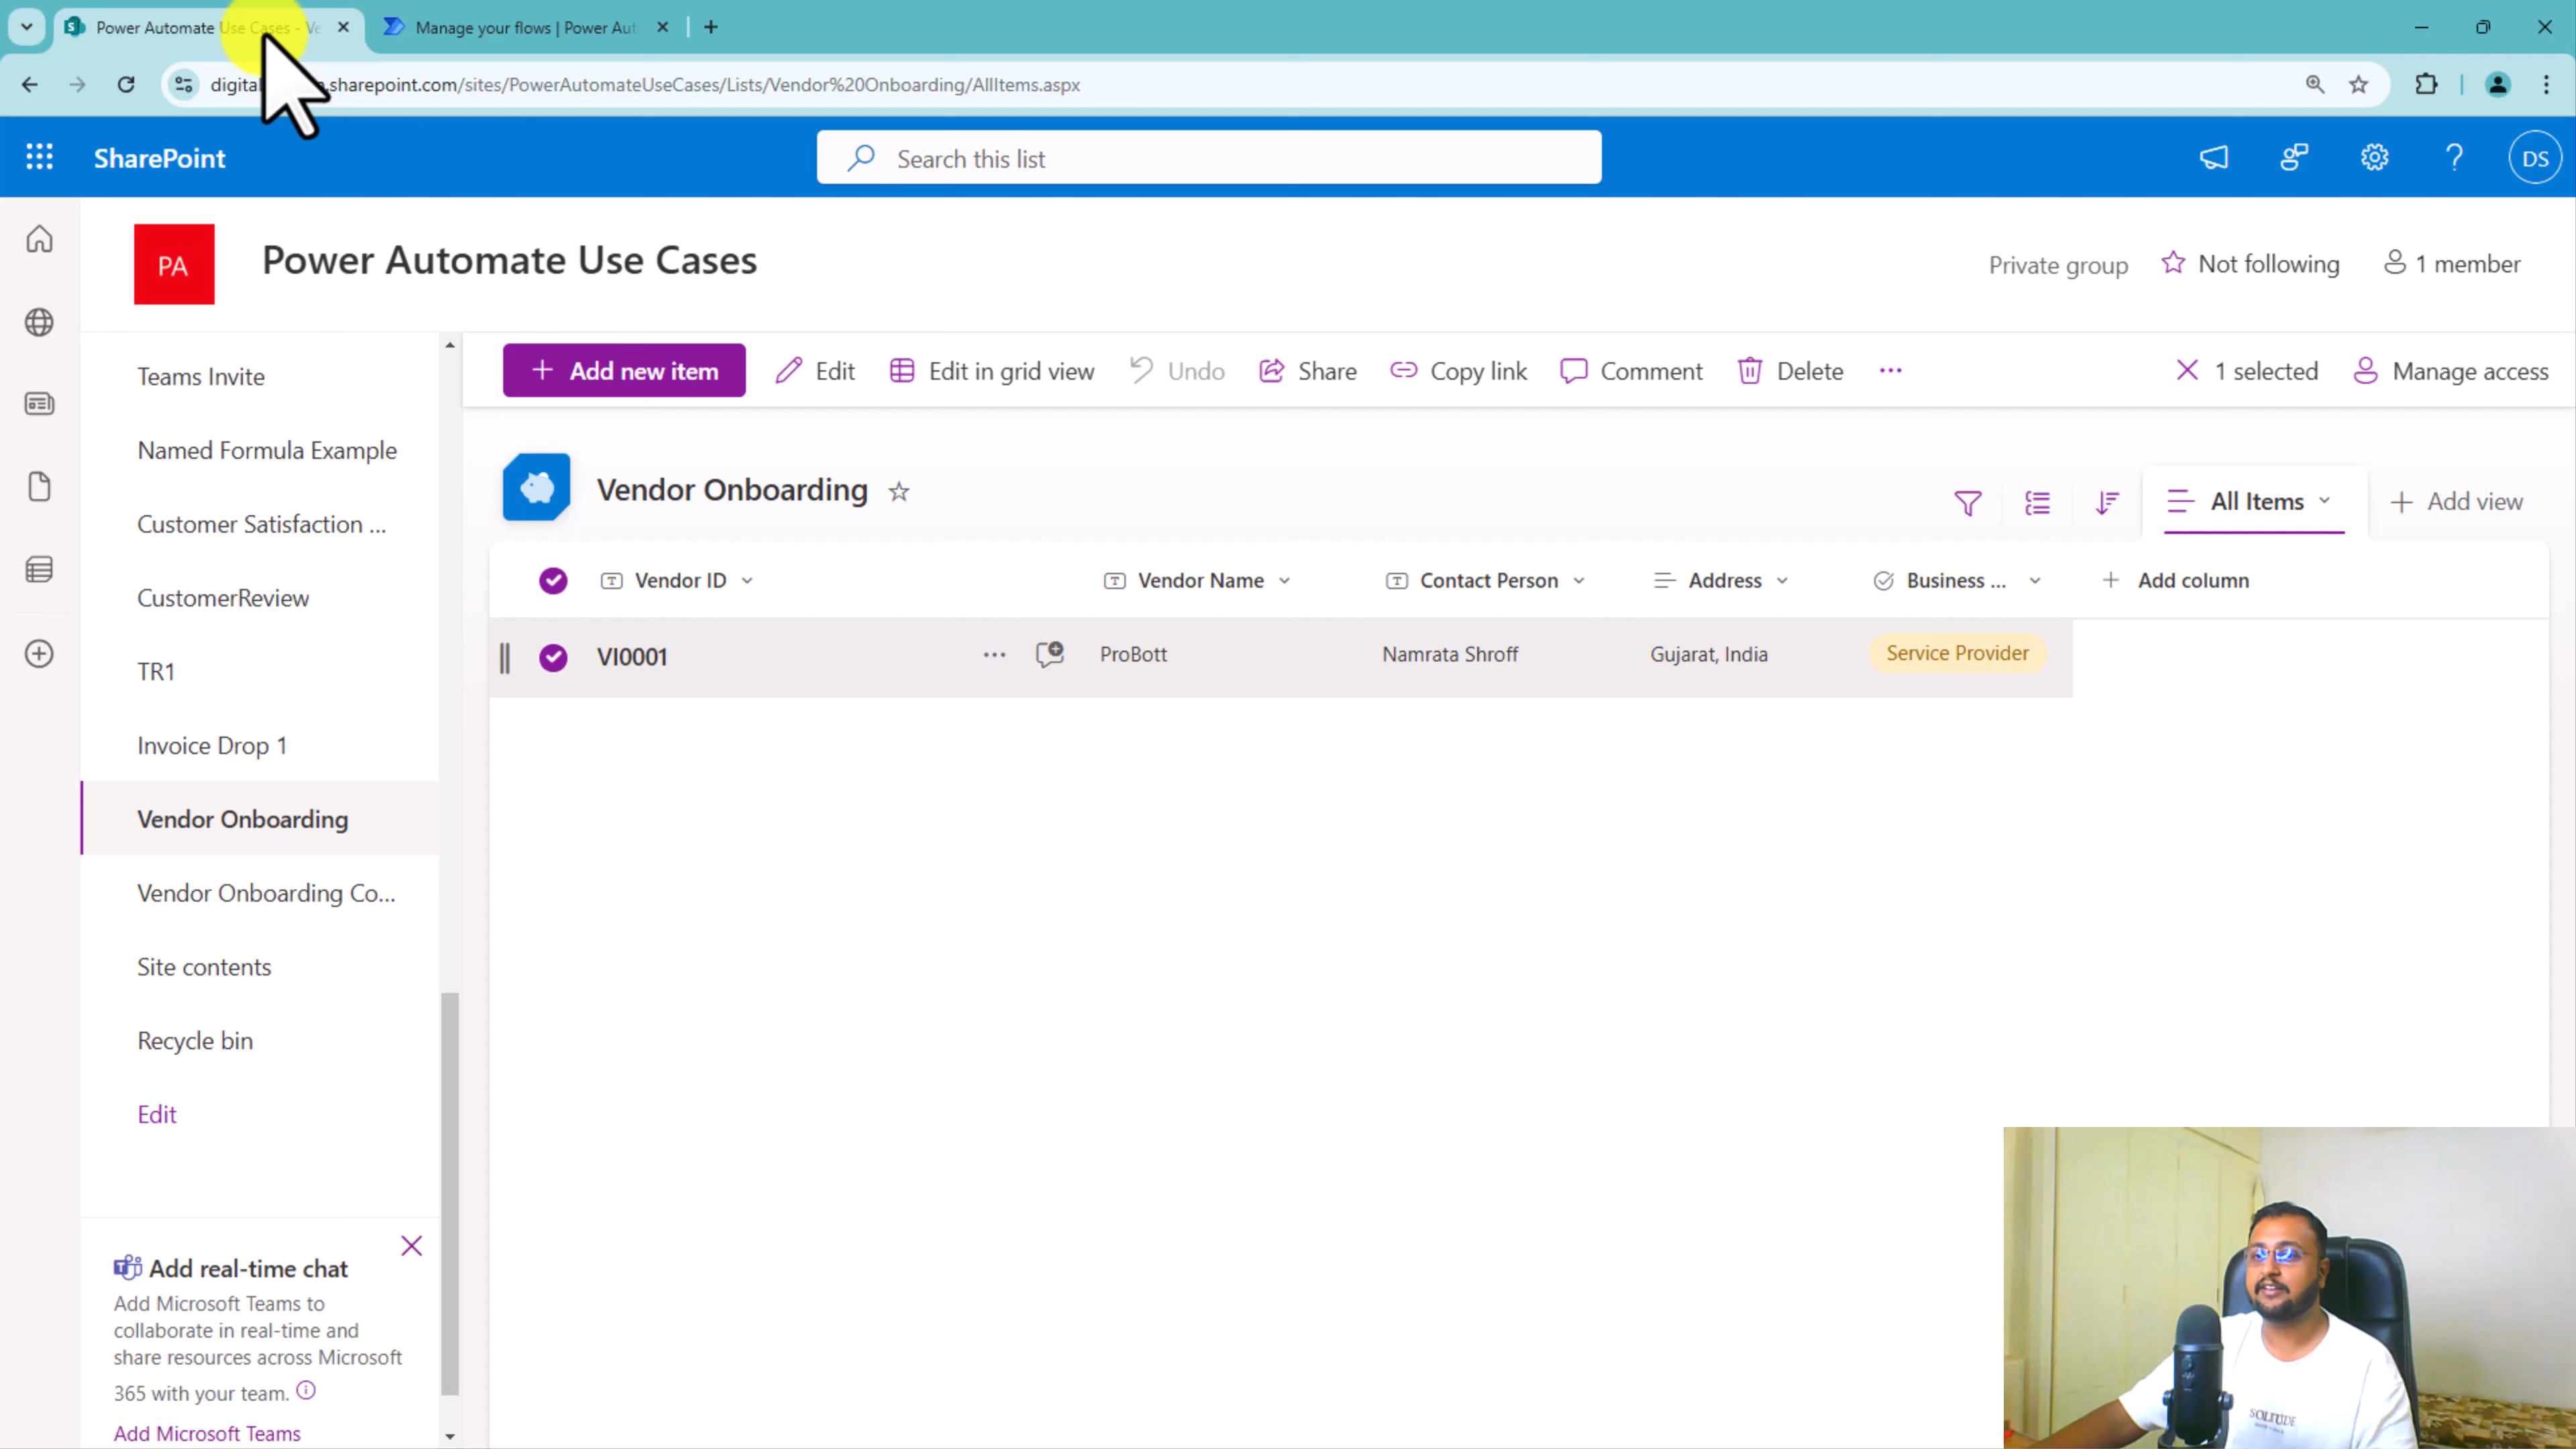 Power Automate Use Cases - Ve
Manage your flows | Power Aut
sharepoint.com/sites/PowerAutomateUseCases/Lists/Vendor%20Onboarding/AllItems.aspx
SharePoint
Search this list
DS
PA
Power Automate Use Cases
Private group
Not following
1 member
Teams Invite
Named Formula Example
Customer Satisfaction ...
CustomerReview
TR1
Invoice Drop 1
Vendor Onboarding
Vendor Onboarding Co...
Site contents
Recycle bin
Edit
Add real-time chat
Add Microsoft Teams to
collaborate in real-time and
share resources across Microsoft
365 with your team.
Add Microsoft Teams
Add new item
Edit
Edit in grid view
Undo
Share
Copy link
Comment
Delete
1 selected
Manage access
Vendor Onboarding
All Items
Add view
Vendor ID
Vendor Name
Contact Person
Address
Business ...
Add column
VI0001
ProBott
Namrata Shroff
Gujarat, India
Service Provider
SOLITUDE